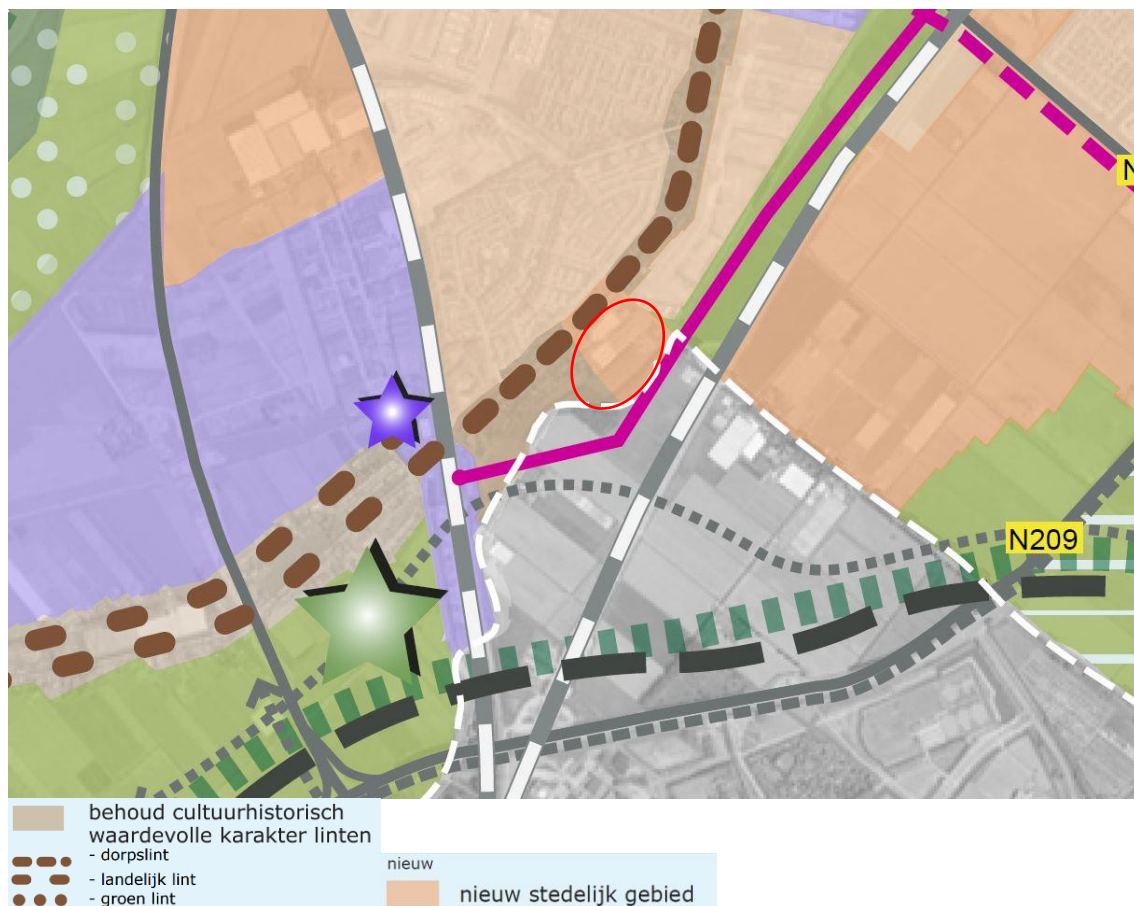 N
N209
behoud cultuurhistorisch
waardevolle karakter linten
- dorpslint
- landelijk lint
- groen lint
nieuw
nieuw stedelijk gebied